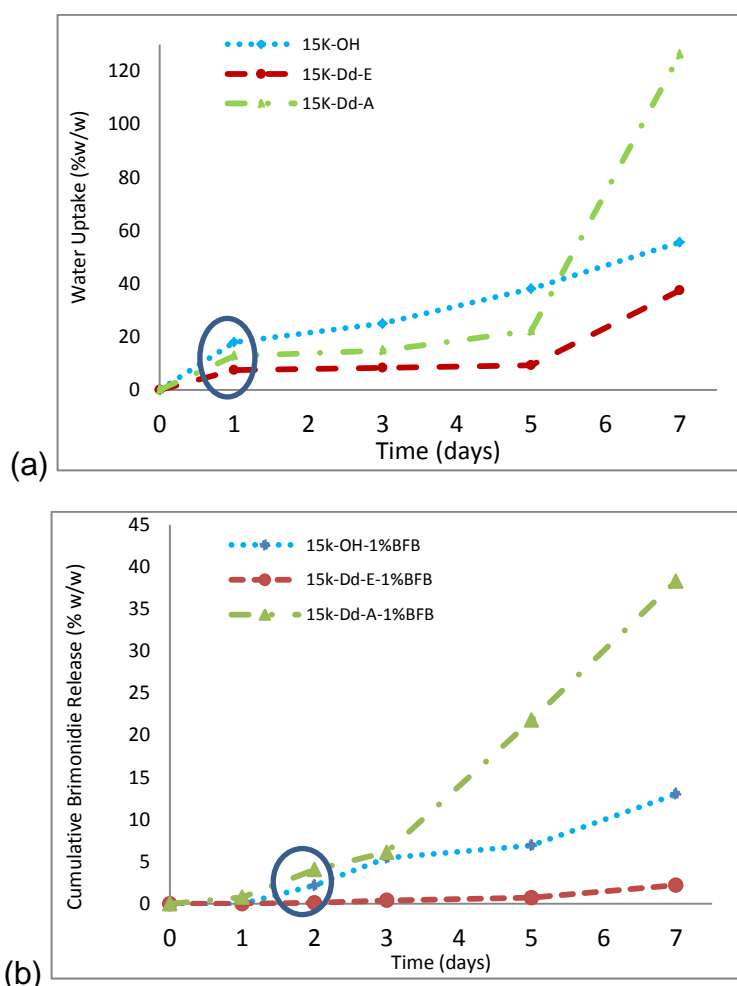 15K-OH
15K-Dd-E
15K-Dd-A
Water Uptake (%w/w)
120
100
80
60
40
20
0
0 1 2 3 4 5 6 7
Time (days)
(a)
15k-OH-1%BFB
15k-Dd-E-1%BFB
15k-Dd-A-1%BFB
Cumulative Brimonidie Release (% w/w)
45
40
35
30
25
20
15
10
5
0
0 1 2 3 4 5 6 7
Time (days)
(b)